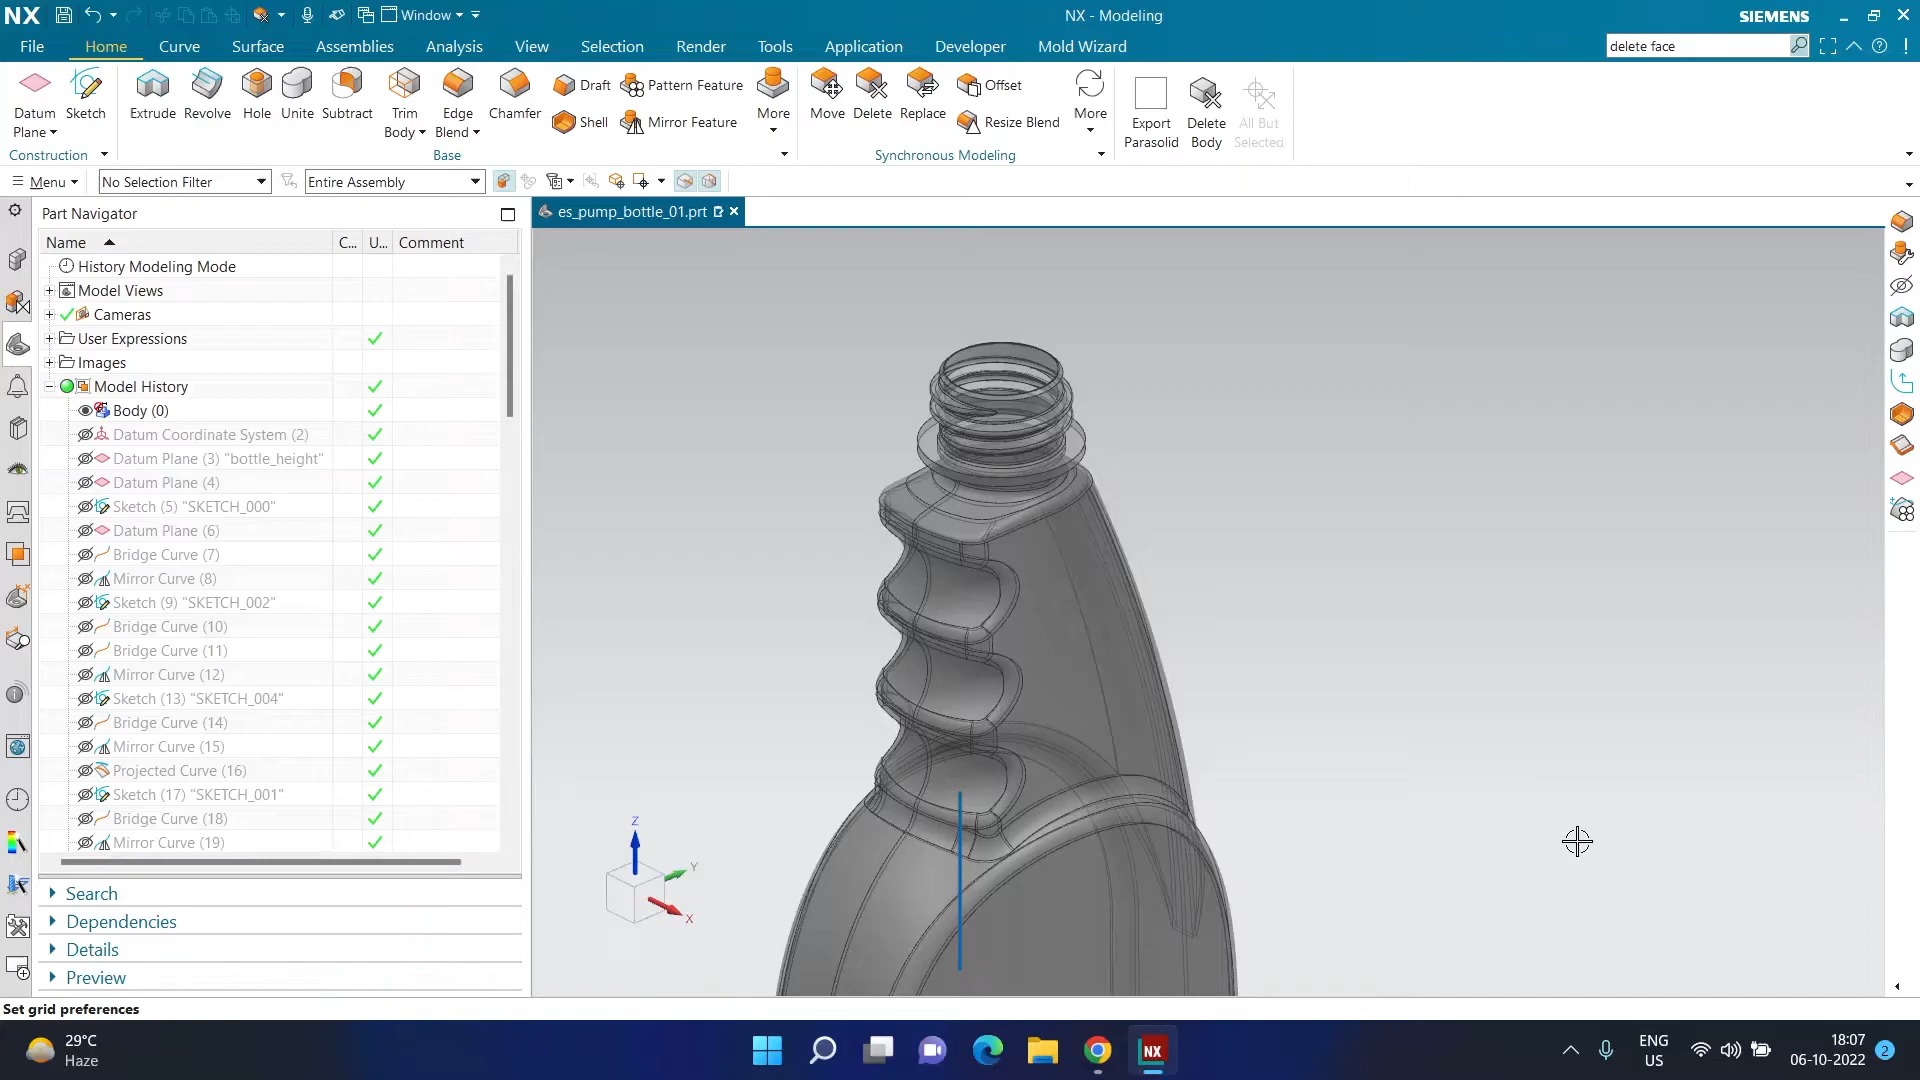 NX
Window
NX - Modeling
SIEMENS
File Home Curve Surface Assemblies Analysis View Selection Render Tools Application Developer Mold Wizard
delete face
Datum Plane
Sketch
Extrude
Revolve
Hole
Unite
Subtract
Trim Body
Edge Blend
Chamfer
Draft
Shell
Pattern Feature
Mirror Feature
More
Move
Delete
Replace
Offset
Resize Blend
More
Export Parasolid
Delete Body
All But Selected
Construction
Base
Synchronous Modeling
Menu
No Selection Filter
Entire Assembly
Part Navigator
es_pump_bottle_01.prt
Name C... U... Comment
History Modeling Mode
Model Views
Cameras
User Expressions
Images
Model History
Body (0)
Datum Coordinate System (2)
Datum Plane (3) "bottle_height"
Datum Plane (4)
Sketch (5) "SKETCH_000"
Datum Plane (6)
Bridge Curve (7)
Mirror Curve (8)
Sketch (9) "SKETCH_002"
Bridge Curve (10)
Bridge Curve (11)
Mirror Curve (12)
Sketch (13) "SKETCH_004"
Bridge Curve (14)
Mirror Curve (15)
Projected Curve (16)
Sketch (17) "SKETCH_001"
Bridge Curve (18)
Mirror Curve (19)
Z
Y
X
Search
Dependencies
Details
Preview
Set grid preferences
29°C
Haze
NX
ENG
US
18:07
06-10-2022
2